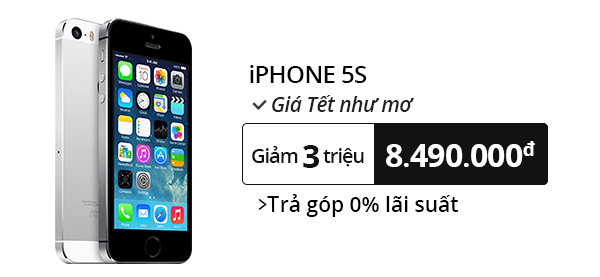 iPHONE 5S
✓ Giá Tết như mơ
Giảm 3 triệu 8.490.000đ
>Trả góp 0% lãi suất